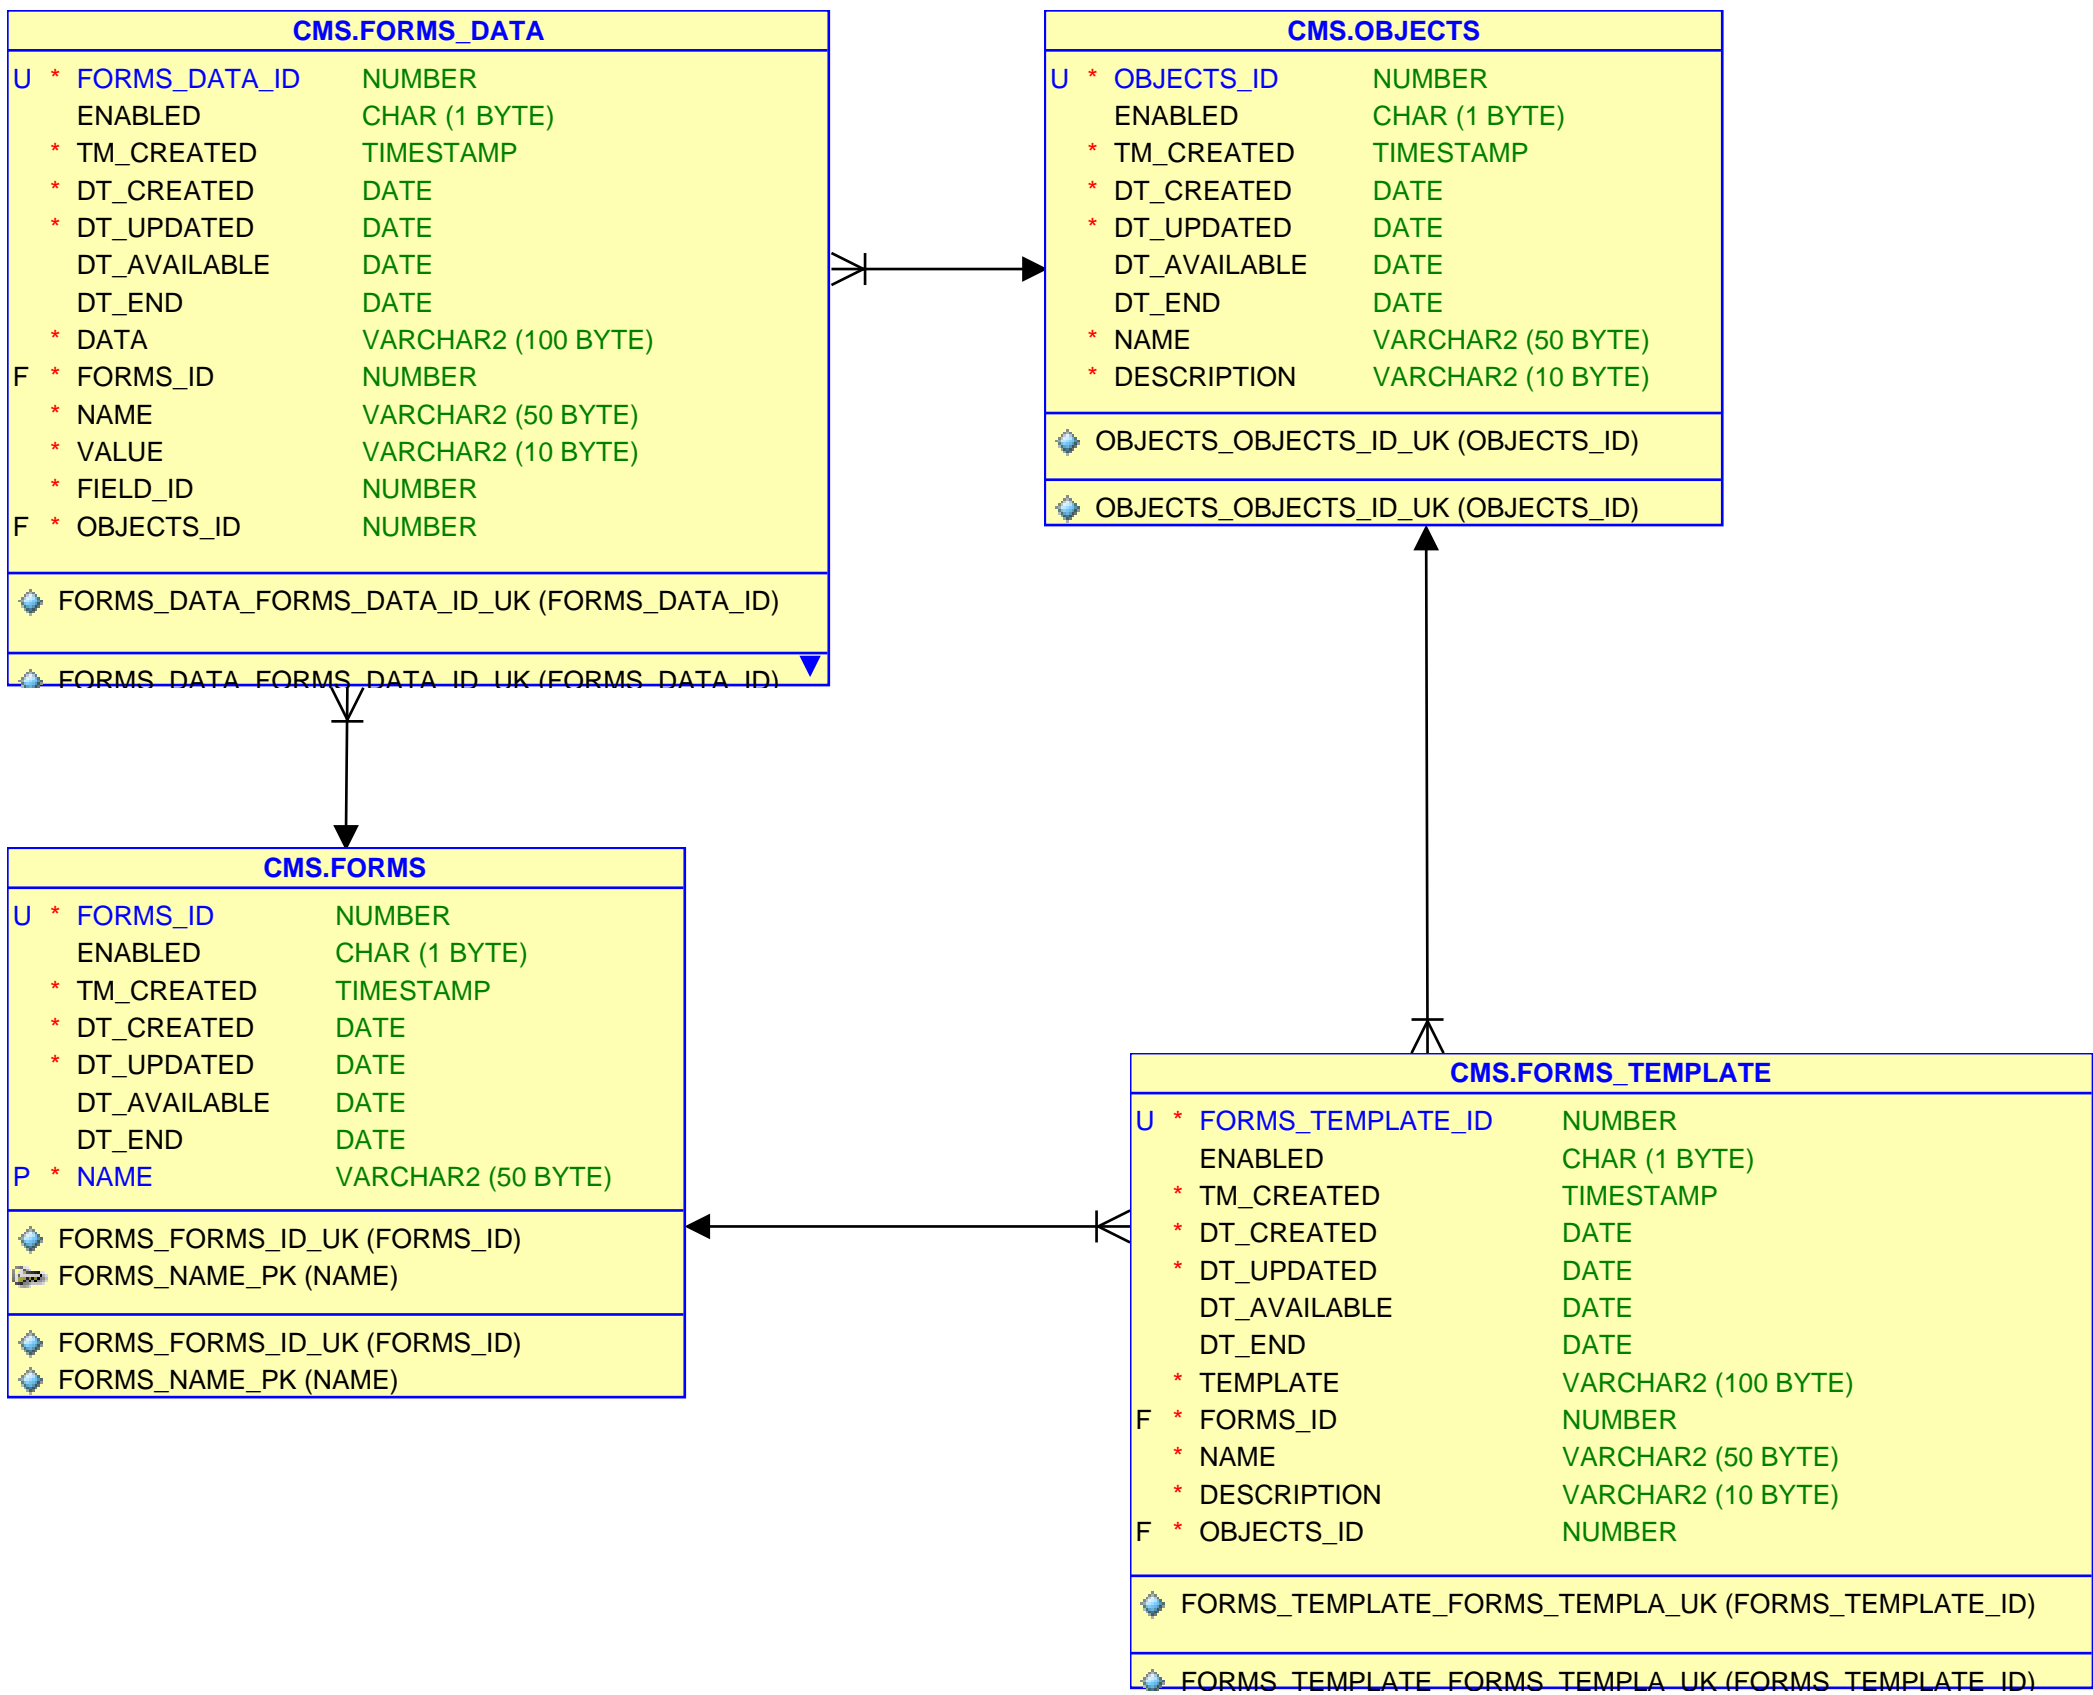 CMS.FORMS_DATA
U * FORMS_DATA_ID NUMBER
ENABLED CHAR (1 BYTE)
* TM_CREATED TIMESTAMP
* DT_CREATED DATE
* DT_UPDATED DATE
DT_AVAILABLE DATE
DT_END DATE
* DATA VARCHAR2 (100 BYTE)
F * FORMS_ID NUMBER
* NAME VARCHAR2 (50 BYTE)
* VALUE VARCHAR2 (10 BYTE)
* FIELD_ID NUMBER
F * OBJECTS_ID NUMBER
FORMS_DATA_FORMS_DATA_ID_UK (FORMS_DATA_ID)
FORMS_DATA_FORMS_DATA_ID_UK (FORMS_DATA_ID)
CMS.OBJECTS
U * OBJECTS_ID NUMBER
ENABLED CHAR (1 BYTE)
* TM_CREATED TIMESTAMP
* DT_CREATED DATE
* DT_UPDATED DATE
DT_AVAILABLE DATE
DT_END DATE
* NAME VARCHAR2 (50 BYTE)
* DESCRIPTION VARCHAR2 (10 BYTE)
OBJECTS_OBJECTS_ID_UK (OBJECTS_ID)
OBJECTS_OBJECTS_ID_UK (OBJECTS_ID)
CMS.FORMS
U * FORMS_ID NUMBER
ENABLED CHAR (1 BYTE)
* TM_CREATED TIMESTAMP
* DT_CREATED DATE
* DT_UPDATED DATE
DT_AVAILABLE DATE
DT_END DATE
P * NAME VARCHAR2 (50 BYTE)
FORMS_FORMS_ID_UK (FORMS_ID)
FORMS_NAME_PK (NAME)
FORMS_FORMS_ID_UK (FORMS_ID)
FORMS_NAME_PK (NAME)
CMS.FORMS_TEMPLATE
U * FORMS_TEMPLATE_ID NUMBER
ENABLED CHAR (1 BYTE)
* TM_CREATED TIMESTAMP
* DT_CREATED DATE
* DT_UPDATED DATE
DT_AVAILABLE DATE
DT_END DATE
* TEMPLATE VARCHAR2 (100 BYTE)
F * FORMS_ID NUMBER
* NAME VARCHAR2 (50 BYTE)
* DESCRIPTION VARCHAR2 (10 BYTE)
F * OBJECTS_ID NUMBER
FORMS_TEMPLATE_FORMS_TEMPLA_UK (FORMS_TEMPLATE_ID)
FORMS_TEMPLATE_FORMS_TEMPLA_UK (FORMS_TEMPLATE_ID)